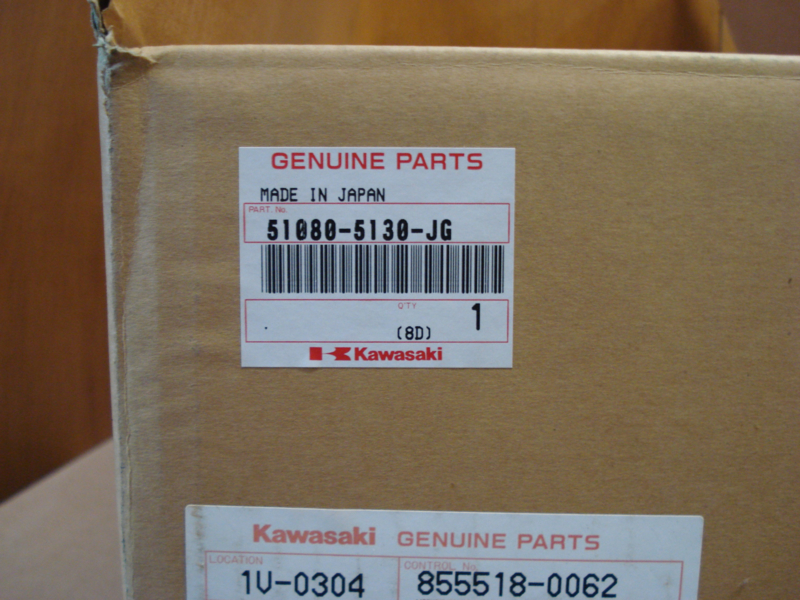 GENUINE PARTS
MADE IN JAPAN
PART No.
51080-5130-JG
Q'TY
1
(8D)
Kawasaki
Kawasaki GENUINE PARTS
LOCATION CONTROL No.
1V-0304 855518-0062